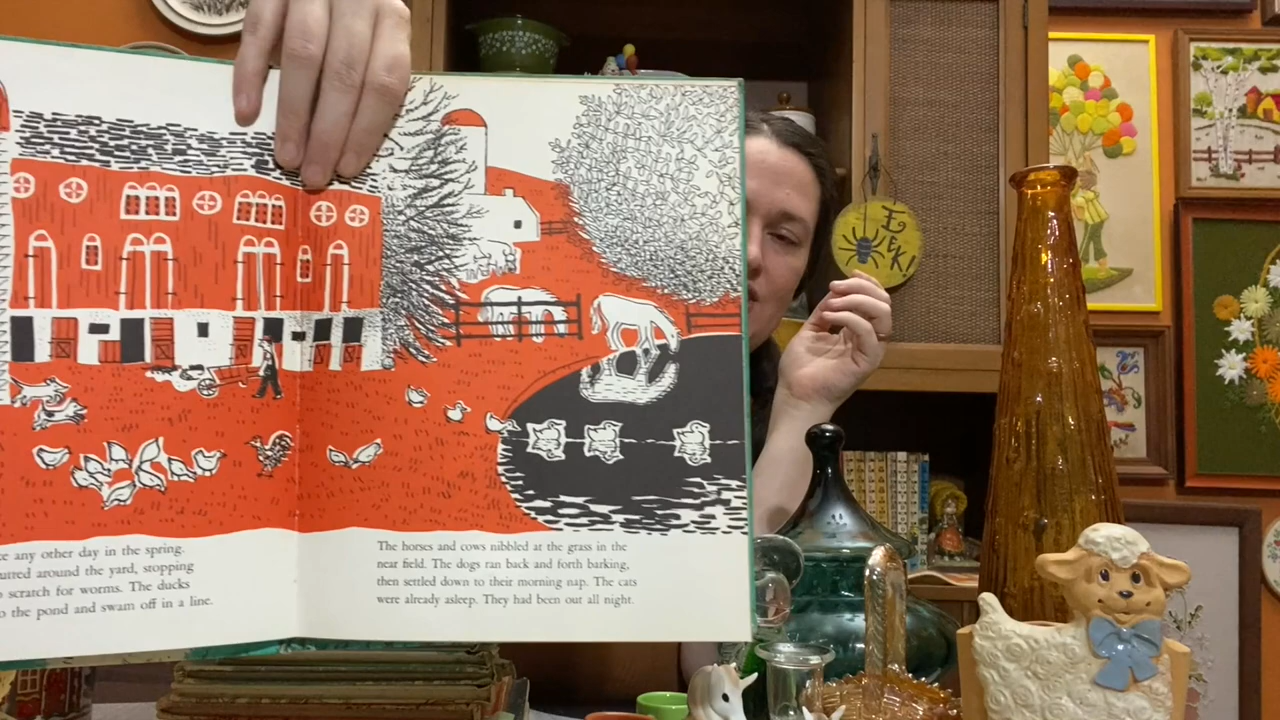 any other day in the spring.
around the yard, stopping
scratch for worms. The ducks
the pond and swam off in a line.
The horses and cows nibbled at the grass in the
near field. The dogs ran back and forth barking,
then settled down to their morning nap. The cats
were already asleep. They had been out all night.
EEK!